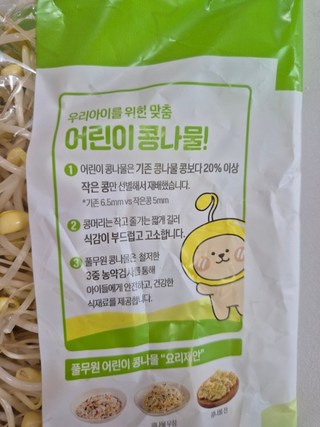 우리아이를 위한 맞춤
어린이 콩나물!
1 어린이 콩나물은 기존 콩나물 콩보다 20% 이상
작은 콩만 선별해서 재배했습니다.
*기존 6.5mm vs 작은콩 5mm
2 콩머리는 작고 줄기는 짧게 길러
식감이 부드럽고 고소합니다.
3 풀무원 콩나물은 철저한
3중 농약검사를 통해
아이들에게 안전하고, 건강한
식재료를 제공합니다.
풀무원 어린이 콩나물 "요리제안"
콩나물 무침